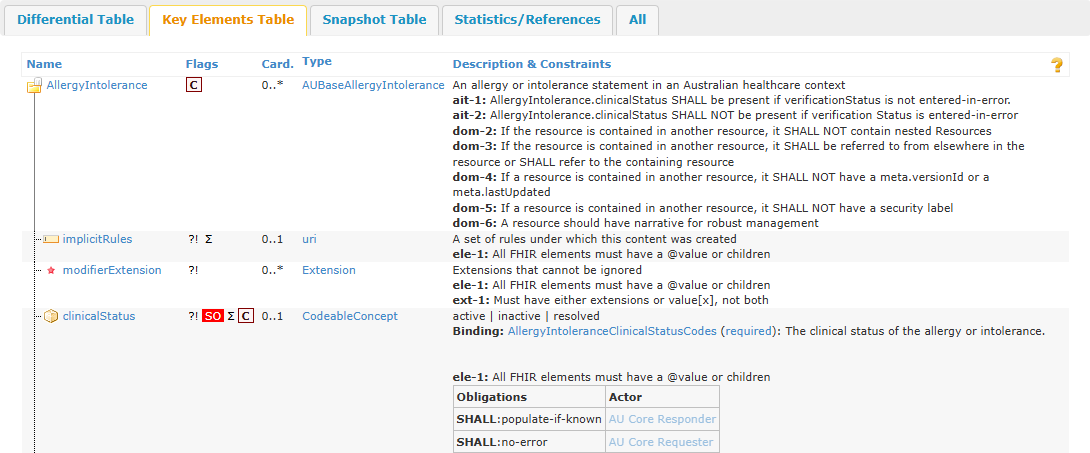 Differential Table Key Elements Table Snapshot Table Statistics/References All
Name Flags Card. Type Description & Constraints ?
AllergyIntolerance C 0..* AUBaseAllergyIntolerance An allergy or intolerance statement in an Australian healthcare context
ait-1: AllergyIntolerance.clinicalStatus SHALL be present if verificationStatus is not entered-in-error.
ait-2: AllergyIntolerance.clinicalStatus SHALL NOT be present if verification Status is entered-in-error
dom-2: If the resource is contained in another resource, it SHALL NOT contain nested Resources
dom-3: If the resource is contained in another resource, it SHALL be referred to from elsewhere in the
resource or SHALL refer to the containing resource
dom-4: If a resource is contained in another resource, it SHALL NOT have a meta.versionId or a
meta.lastUpdated
dom-5: If a resource is contained in another resource, it SHALL NOT have a security label
dom-6: A resource should have narrative for robust management
implicitRules ?! Σ 0..1 uri A set of rules under which this content was created
ele-1: All FHIR elements must have a @value or children
modifierExtension ?! 0..* Extension Extensions that cannot be ignored
ele-1: All FHIR elements must have a @value or children
ext-1: Must have either extensions or value[x], not both
clinicalStatus ?! SO Σ C 0..1 CodeableConcept active | inactive | resolved
Binding: AllergyIntoleranceClinicalStatusCodes (required): The clinical status of the allergy or intolerance.
ele-1: All FHIR elements must have a @value or children
Obligations Actor
SHALL:populate-if-known AU Core Responder
SHALL:no-error AU Core Requester